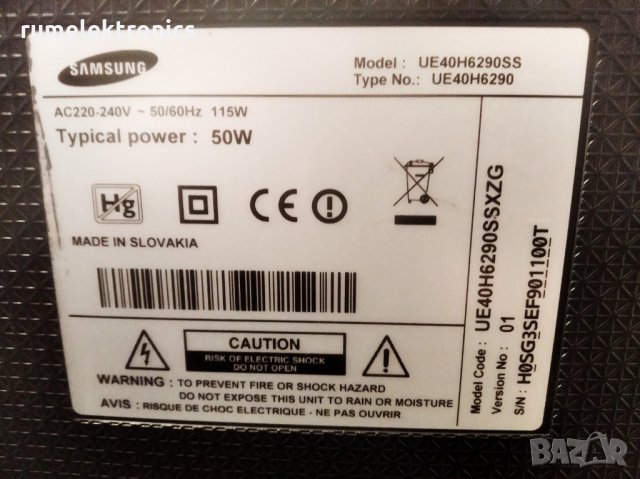 rumelektronics
SAMSUNG
Model : UE40H6290SS
Type No.: UE40H6290
AC220-240V ~ 50/60Hz 115W
Typical power : 50W
Hg
CE
MADE IN SLOVAKIA
CAUTION
RISK OF ELECTRIC SHOCK
DO NOT OPEN
WARNING : TO PREVENT FIRE OR SHOCK HAZARD
DO NOT EXPOSE THIS UNIT TO RAIN OR MOISTURE
AVIS : RISQUE DE CHOC ELECTRIQUE - NE PAS OUVRIR
Model Code : UE40H6290SSXZG
Version No : 01
S/N : H0SG3SEF901100T
BAZAR